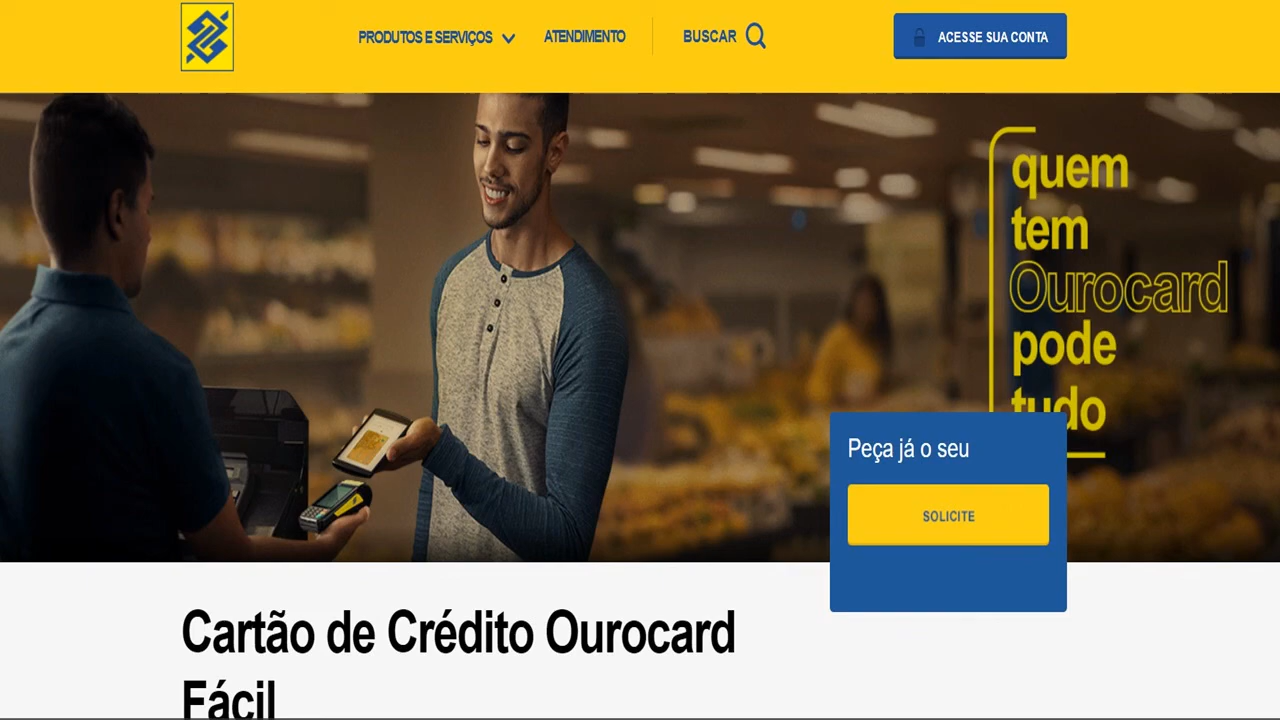 PRODUTOS E SERVIÇOS
ATENDIMENTO
BUSCAR
ACESSE SUA CONTA
quem
tem
Ourocard
pode
tudo
Peça já o seu
SOLICITE
Cartão de Crédito Ourocard
Fácil